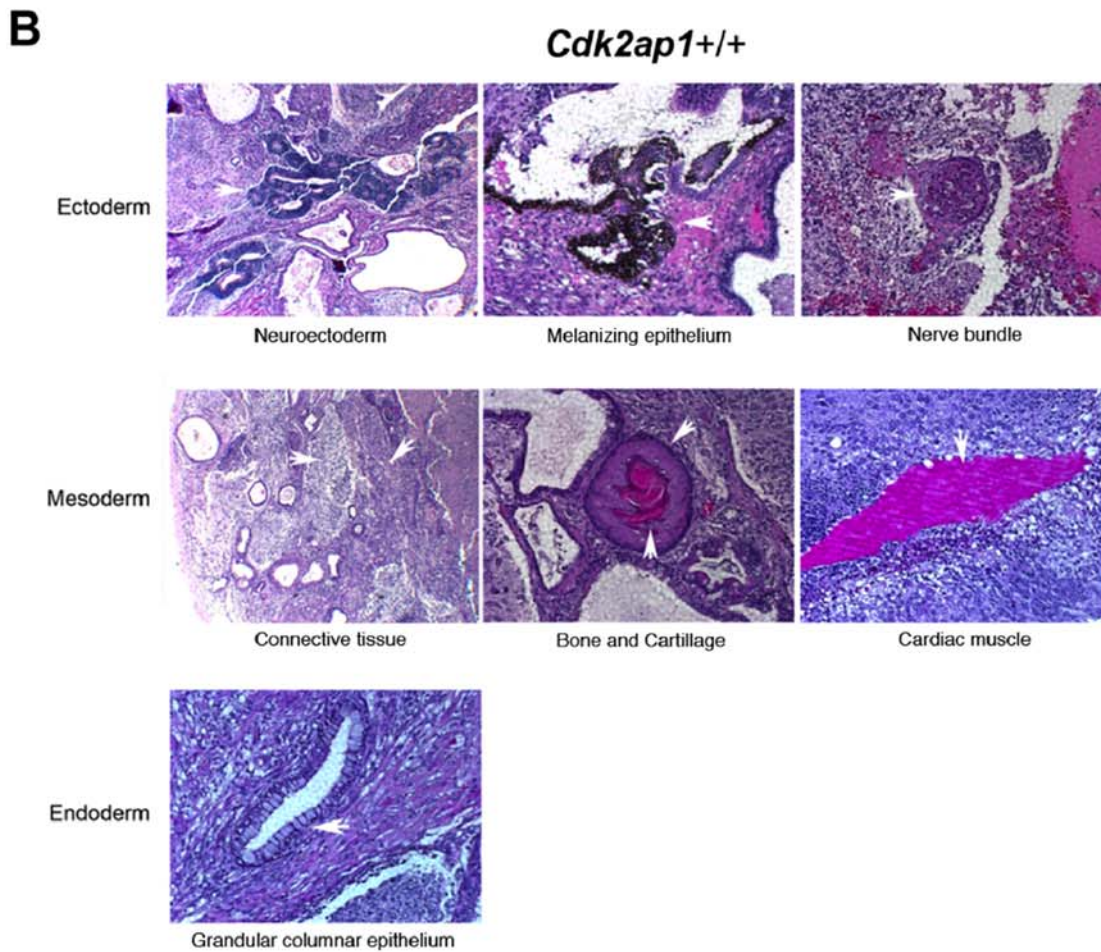 B
Cdk2ap1+/+
Ectoderm
Neuroectoderm
Melanizing epithelium
Nerve bundle
Mesoderm
Connective tissue
Bone and Cartillage
Cardiac muscle
Endoderm
Grandular columnar epithelium